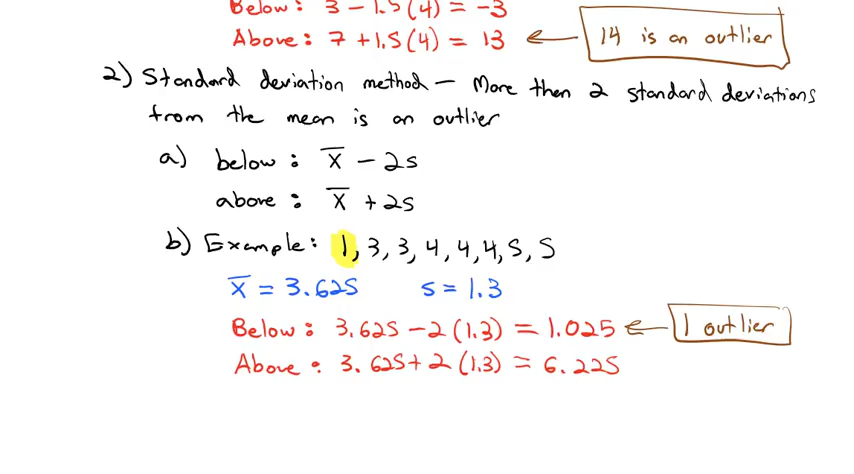 Below: 3 - 1.5(4) = -3
Above: 7 + 1.5(4) = 13 ← 14 is an outlier
2) Standard deviation method - More then 2 standard deviations
from the mean is an outlier
a) below: x̅ - 2s
above: x̅ + 2s
b) Example: 1, 3, 3, 4, 4, 4, 5, 5
x̅ = 3.625 s = 1.3
Below: 3.625 - 2(1.3) = 1.025 ← 1 outlier
Above: 3.625 + 2(1.3) = 6.225